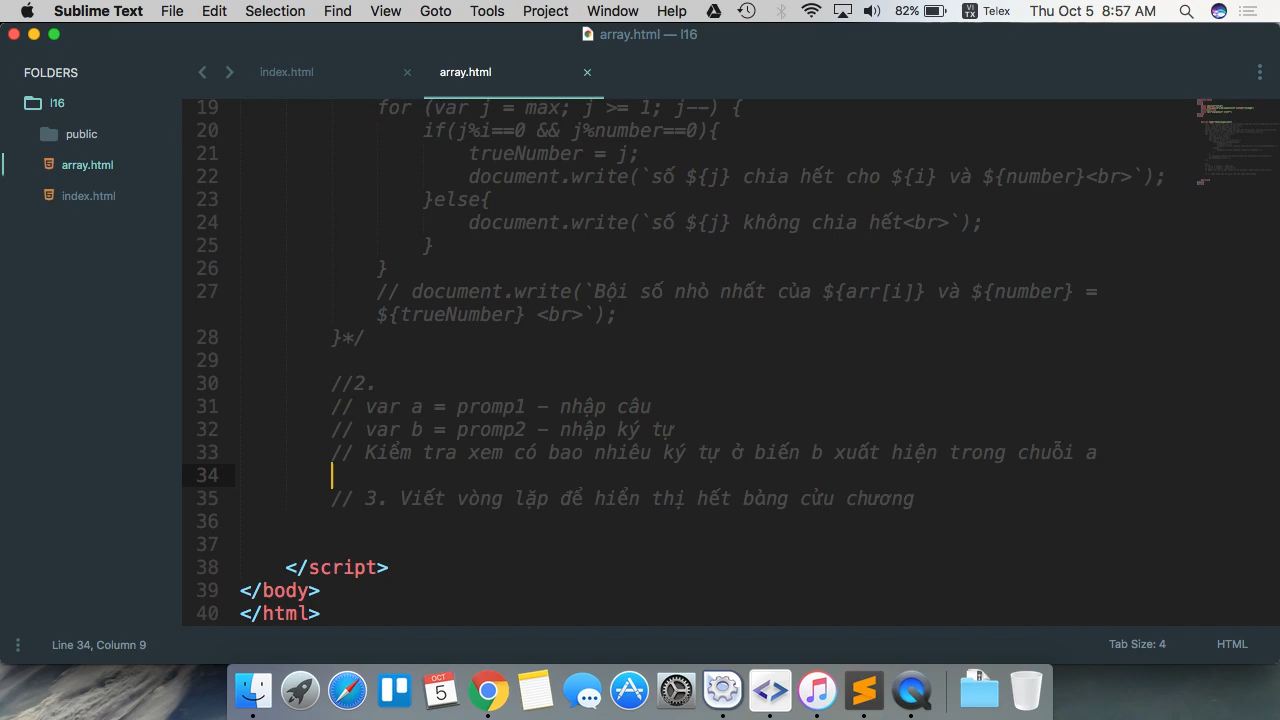 Sublime Text File Edit Selection Find View Goto Tools Project Window Help 82% VI TX Telex Thu Oct 5 8:57 AM
array.html — l16
FOLDERS
l16
public
array.html
index.html
index.html × array.html ×
19 for (var j = max; j >= 1; j--) {
20 if(j%i==0 && j%number==0){
21 trueNumber = j;
22 document.write(`số ${j} chia hết cho ${i} và ${number}<br>`);
23 }else{
24 document.write(`số ${j} không chia hết<br>`);
25 }
26 }
27 // document.write(`Bội số nhỏ nhất của ${arr[i]} và ${number} =
${trueNumber} <br>`);
28 }*/
29
30 //2.
31 // var a = promp1 - nhập câu
32 // var b = promp2 - nhập ký tự
33 // Kiểm tra xem có bao nhiêu ký tự ở biến b xuất hiện trong chuỗi a
34
35 // 3. Viết vòng lặp để hiển thị hết bảng cửu chương
36
37
38 </script>
39 </body>
40 </html>
Line 34, Column 9 Tab Size: 4 HTML
OCT
5